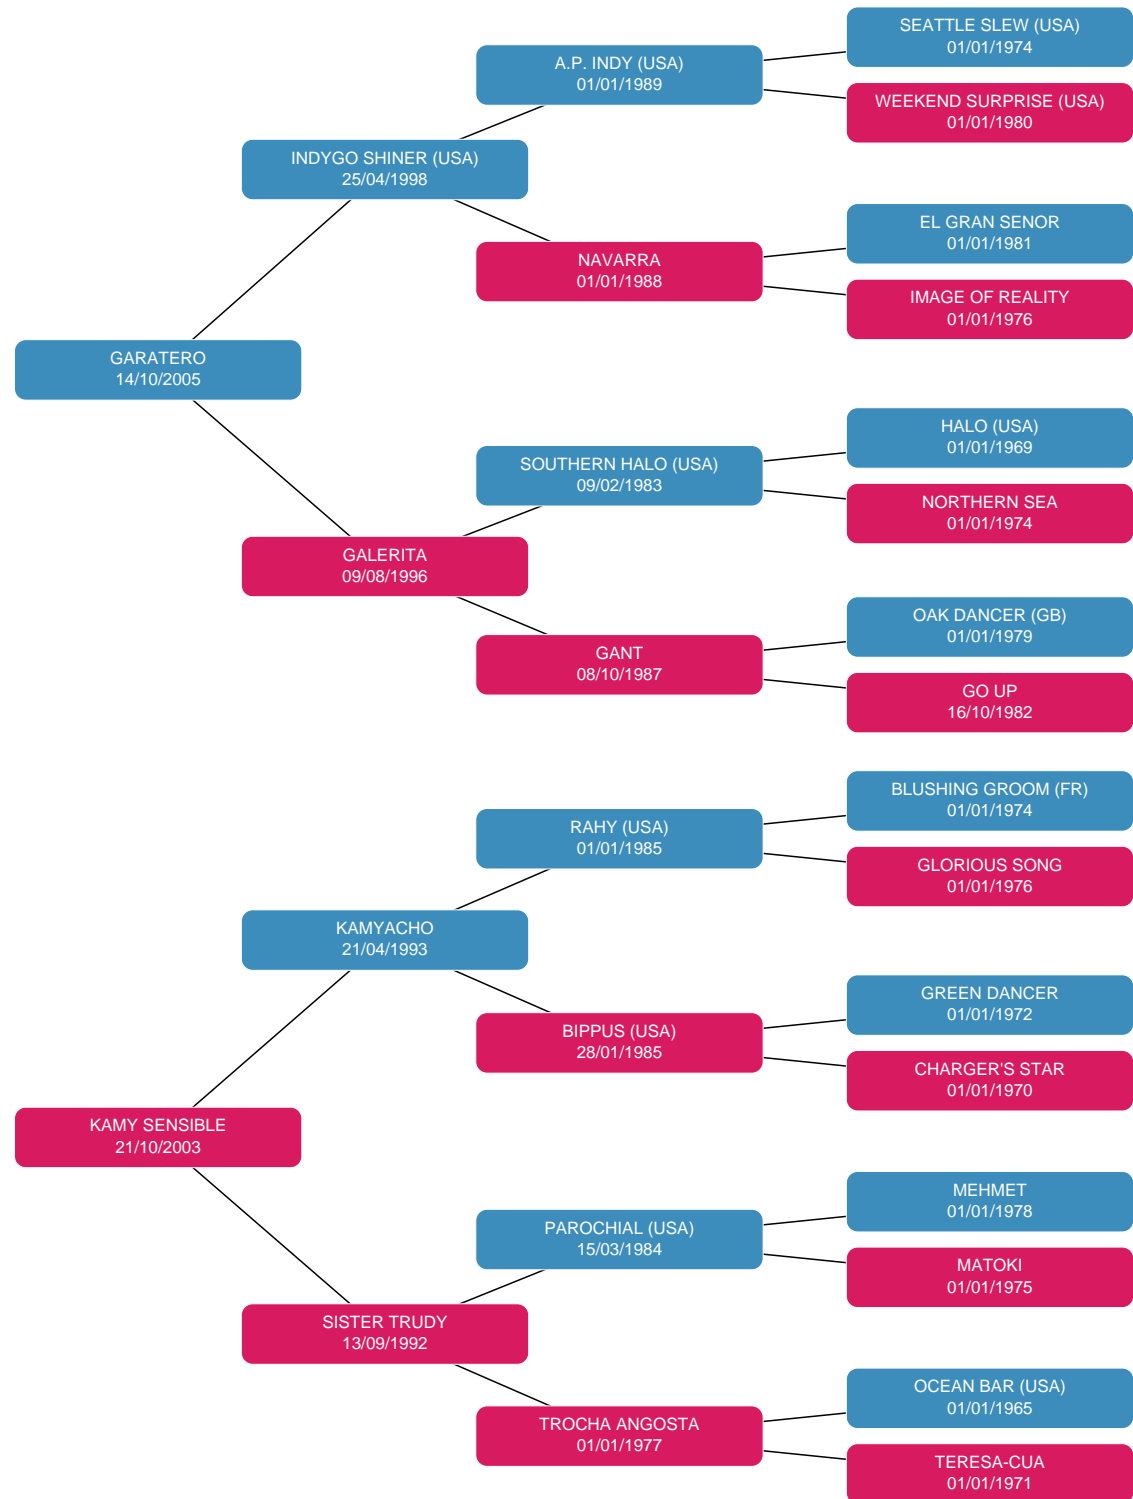 SEATTLE SLEW (USA)
01/01/1974
A.P. INDY (USA)
01/01/1989
WEEKEND SURPRISE (USA)
01/01/1980
INDYGO SHINER (USA)
25/04/1998
EL GRAN SENOR
01/01/1981
NAVARRA
01/01/1988
IMAGE OF REALITY
01/01/1976
GARATERO
14/10/2005
HALO (USA)
01/01/1969
SOUTHERN HALO (USA)
09/02/1983
NORTHERN SEA
01/01/1974
GALERITA
09/08/1996
OAK DANCER (GB)
01/01/1979
GANT
08/10/1987
GO UP
16/10/1982
BLUSHING GROOM (FR)
01/01/1974
RAHY (USA)
01/01/1985
GLORIOUS SONG
01/01/1976
KAMYACHO
21/04/1993
GREEN DANCER
01/01/1972
BIPPUS (USA)
28/01/1985
CHARGER'S STAR
01/01/1970
KAMY SENSIBLE
21/10/2003
MEHMET
01/01/1978
PAROCHIAL (USA)
15/03/1984
MATOKI
01/01/1975
SISTER TRUDY
13/09/1992
OCEAN BAR (USA)
01/01/1965
TROCHA ANGOSTA
01/01/1977
TERESA-CUA
01/01/1971